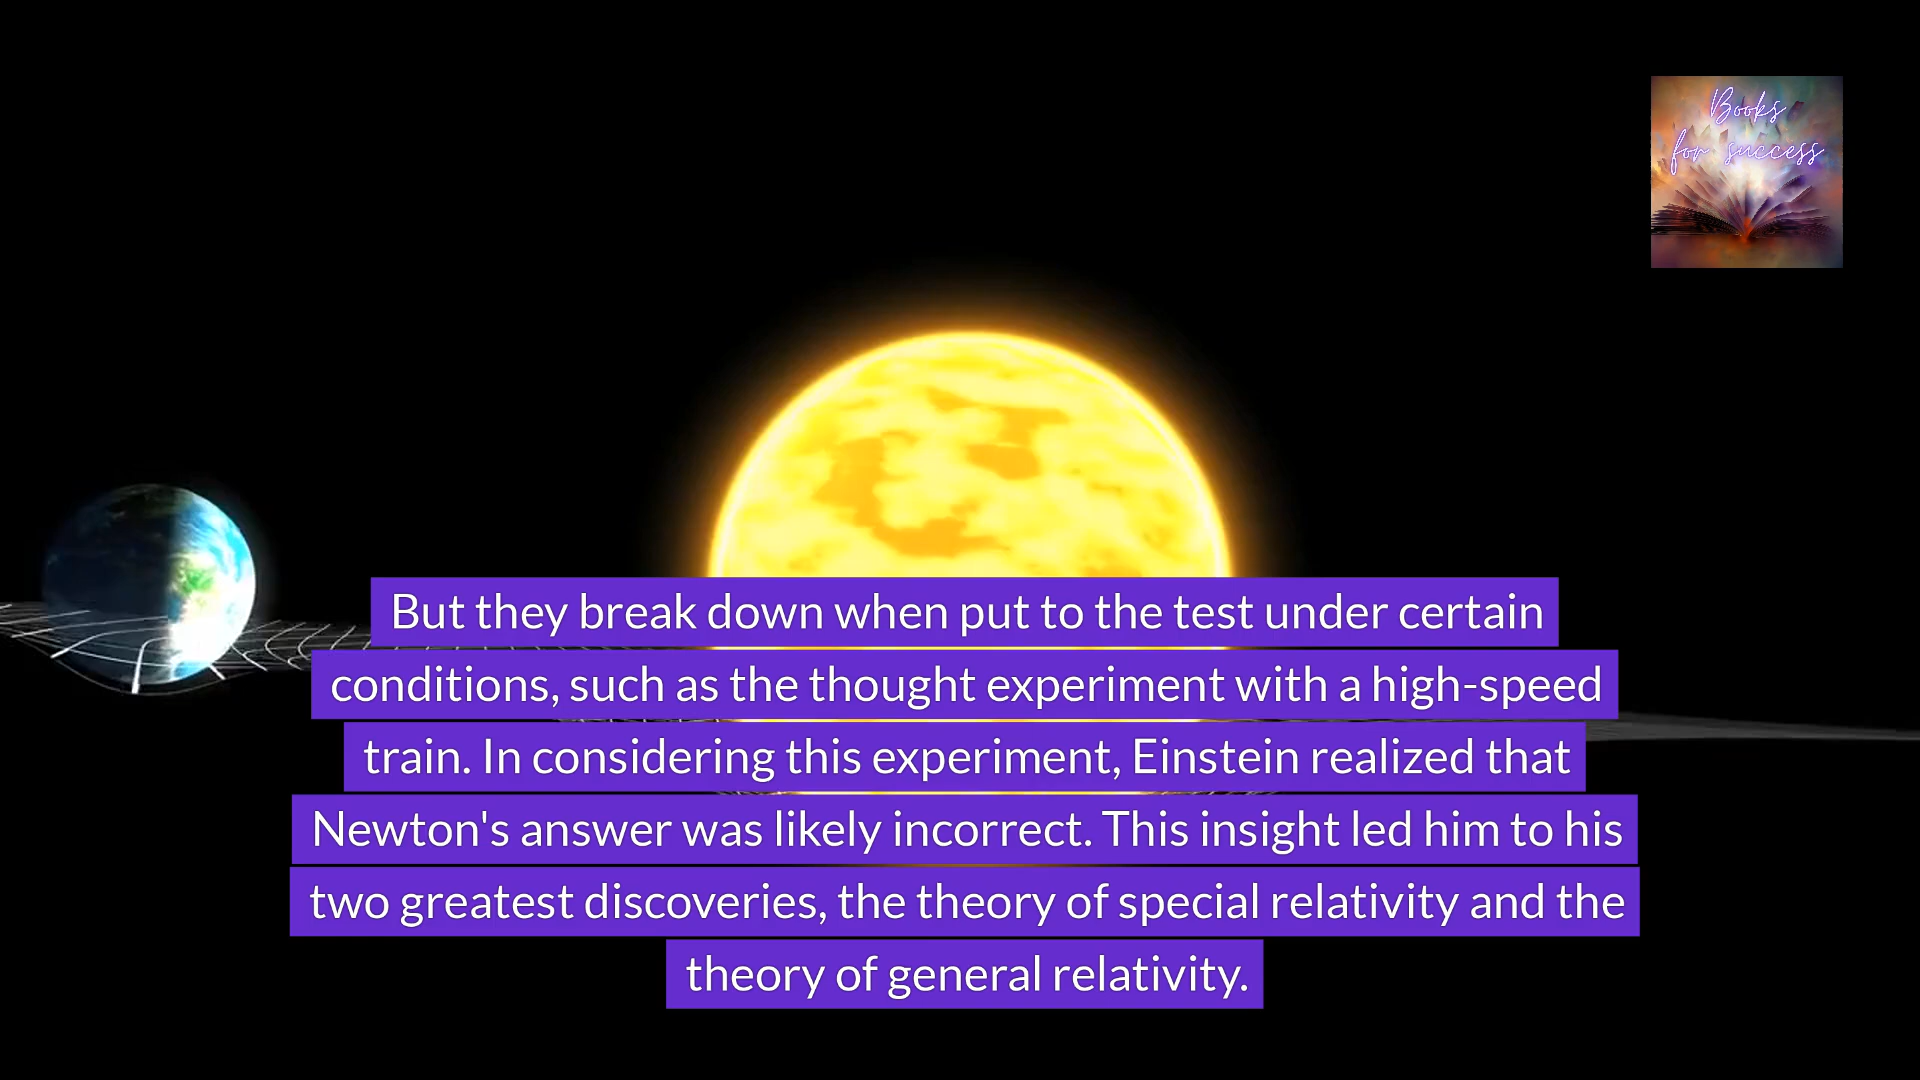 Books
for success
But they break down when put to the test under certain
conditions, such as the thought experiment with a high-speed
train. In considering this experiment, Einstein realized that
Newton's answer was likely incorrect. This insight led him to his
two greatest discoveries, the theory of special relativity and the
theory of general relativity.